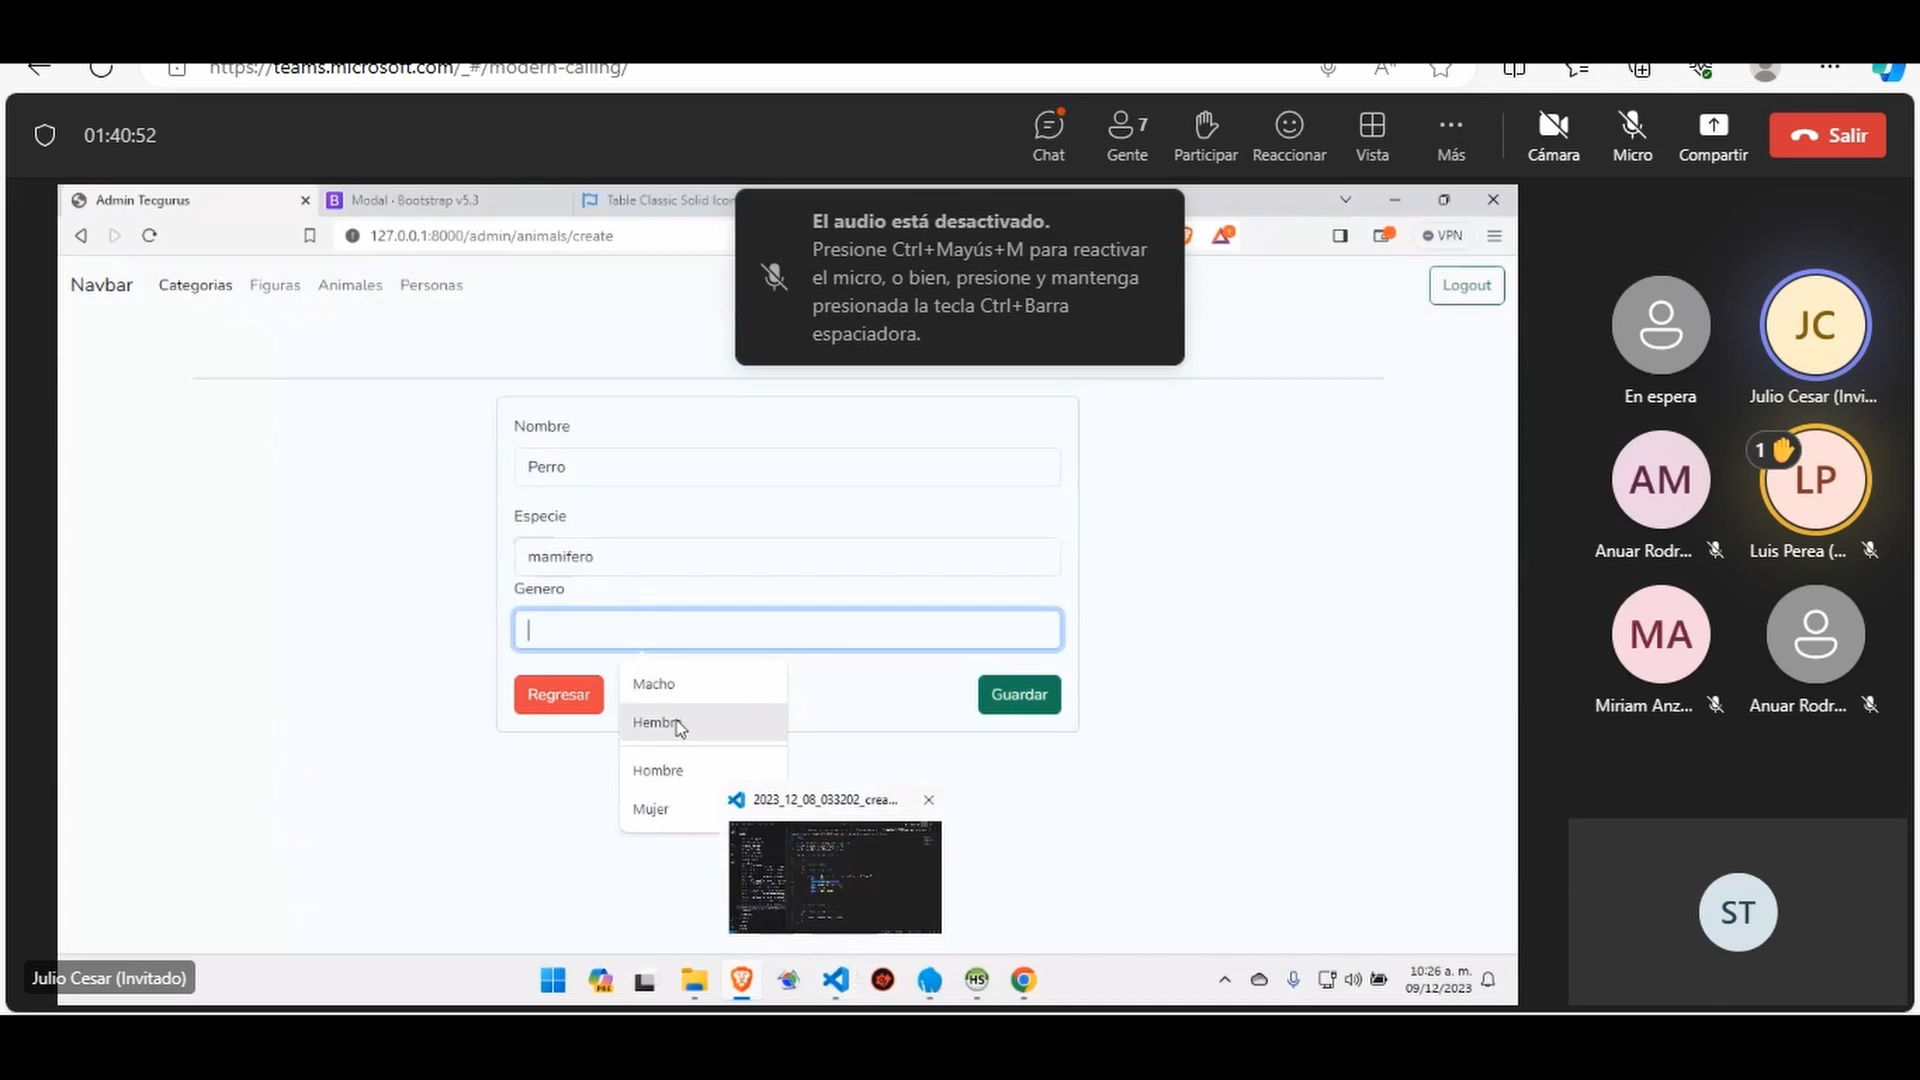 https://teams.microsoft.com/_#/modern-calling/
01:40:52
Chat
7
Gente
Participar
Reaccionar
Vista
Más
Cámara
Micro
Compartir
Salir
Admin Tecgurus
Modal · Bootstrap v5.3
Table Classic Solid Icon
127.0.0.1:8000/admin/animals/create
VPN
El audio está desactivado.
Presione Ctrl+Mayús+M para reactivar
el micro, o bien, presione y mantenga
presionada la tecla Ctrl+Barra
espaciadora.
Navbar
Categorias
Figuras
Animales
Personas
Logout
Nombre
Perro
Especie
mamifero
Genero
Regresar
Guardar
Macho
Hembra
Hombre
Mujer
2023_12_08_033202_crea...
En espera
JC
Julio Cesar (Invi...
AM
Anuar Rodr...
1
LP
Luis Perea (...
MA
Miriam Anz...
Anuar Rodr...
ST
Julio Cesar (Invitado)
HS
10:26 a. m.
09/12/2023